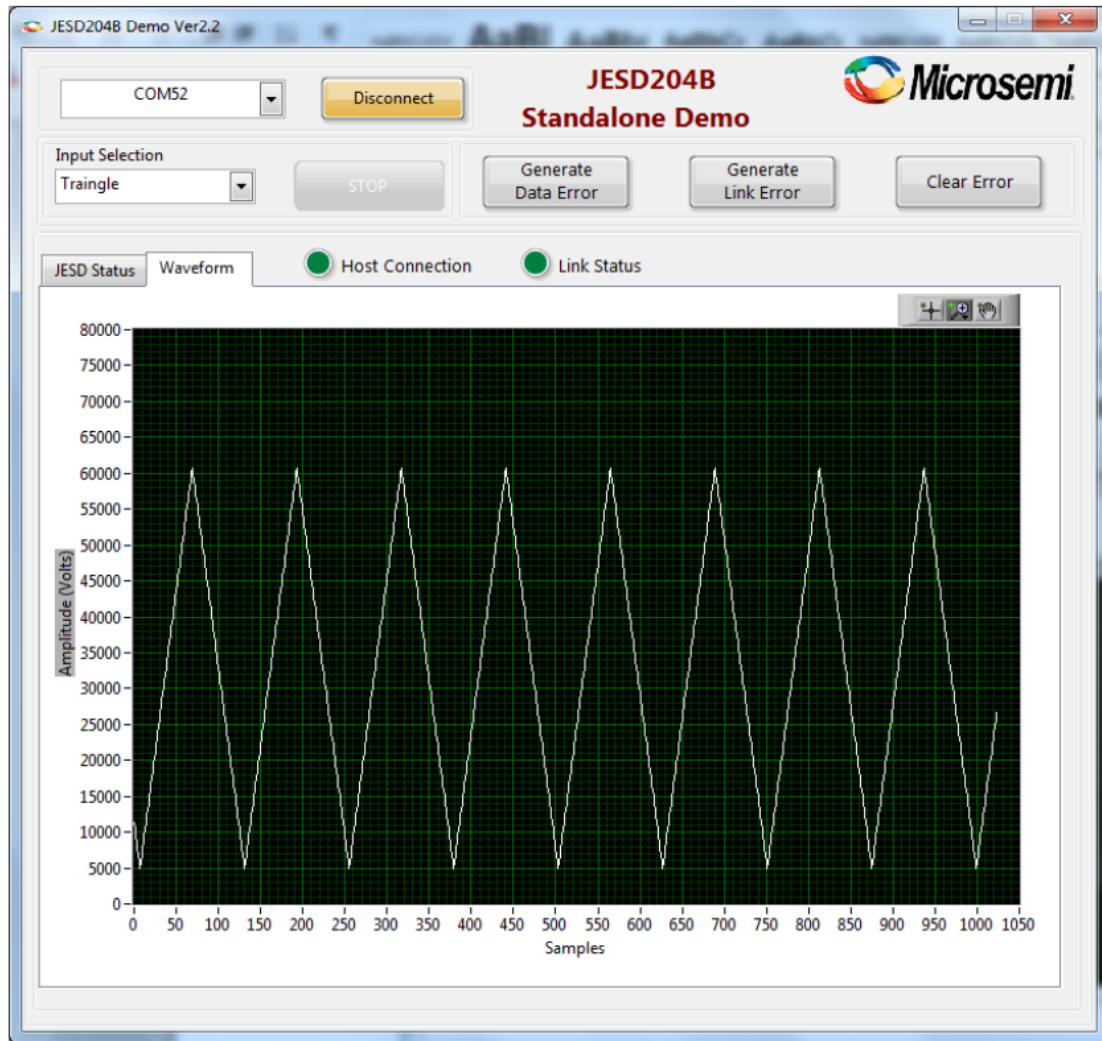 JESD204B Demo Ver2.2
COM52
Disconnect
JESD204B
Standalone Demo
Microsemi
Input Selection
Traingle
STOP
Generate
Data Error
Generate
Link Error
Clear Error
JESD Status
Waveform
Host Connection
Link Status
80000
75000
70000
65000
60000
55000
50000
45000
40000
35000
30000
25000
20000
15000
10000
5000
0
Amplitude (Volts)
0 50 100 150 200 250 300 350 400 450 500 550 600 650 700 750 800 850 900 950 1000 1050
Samples